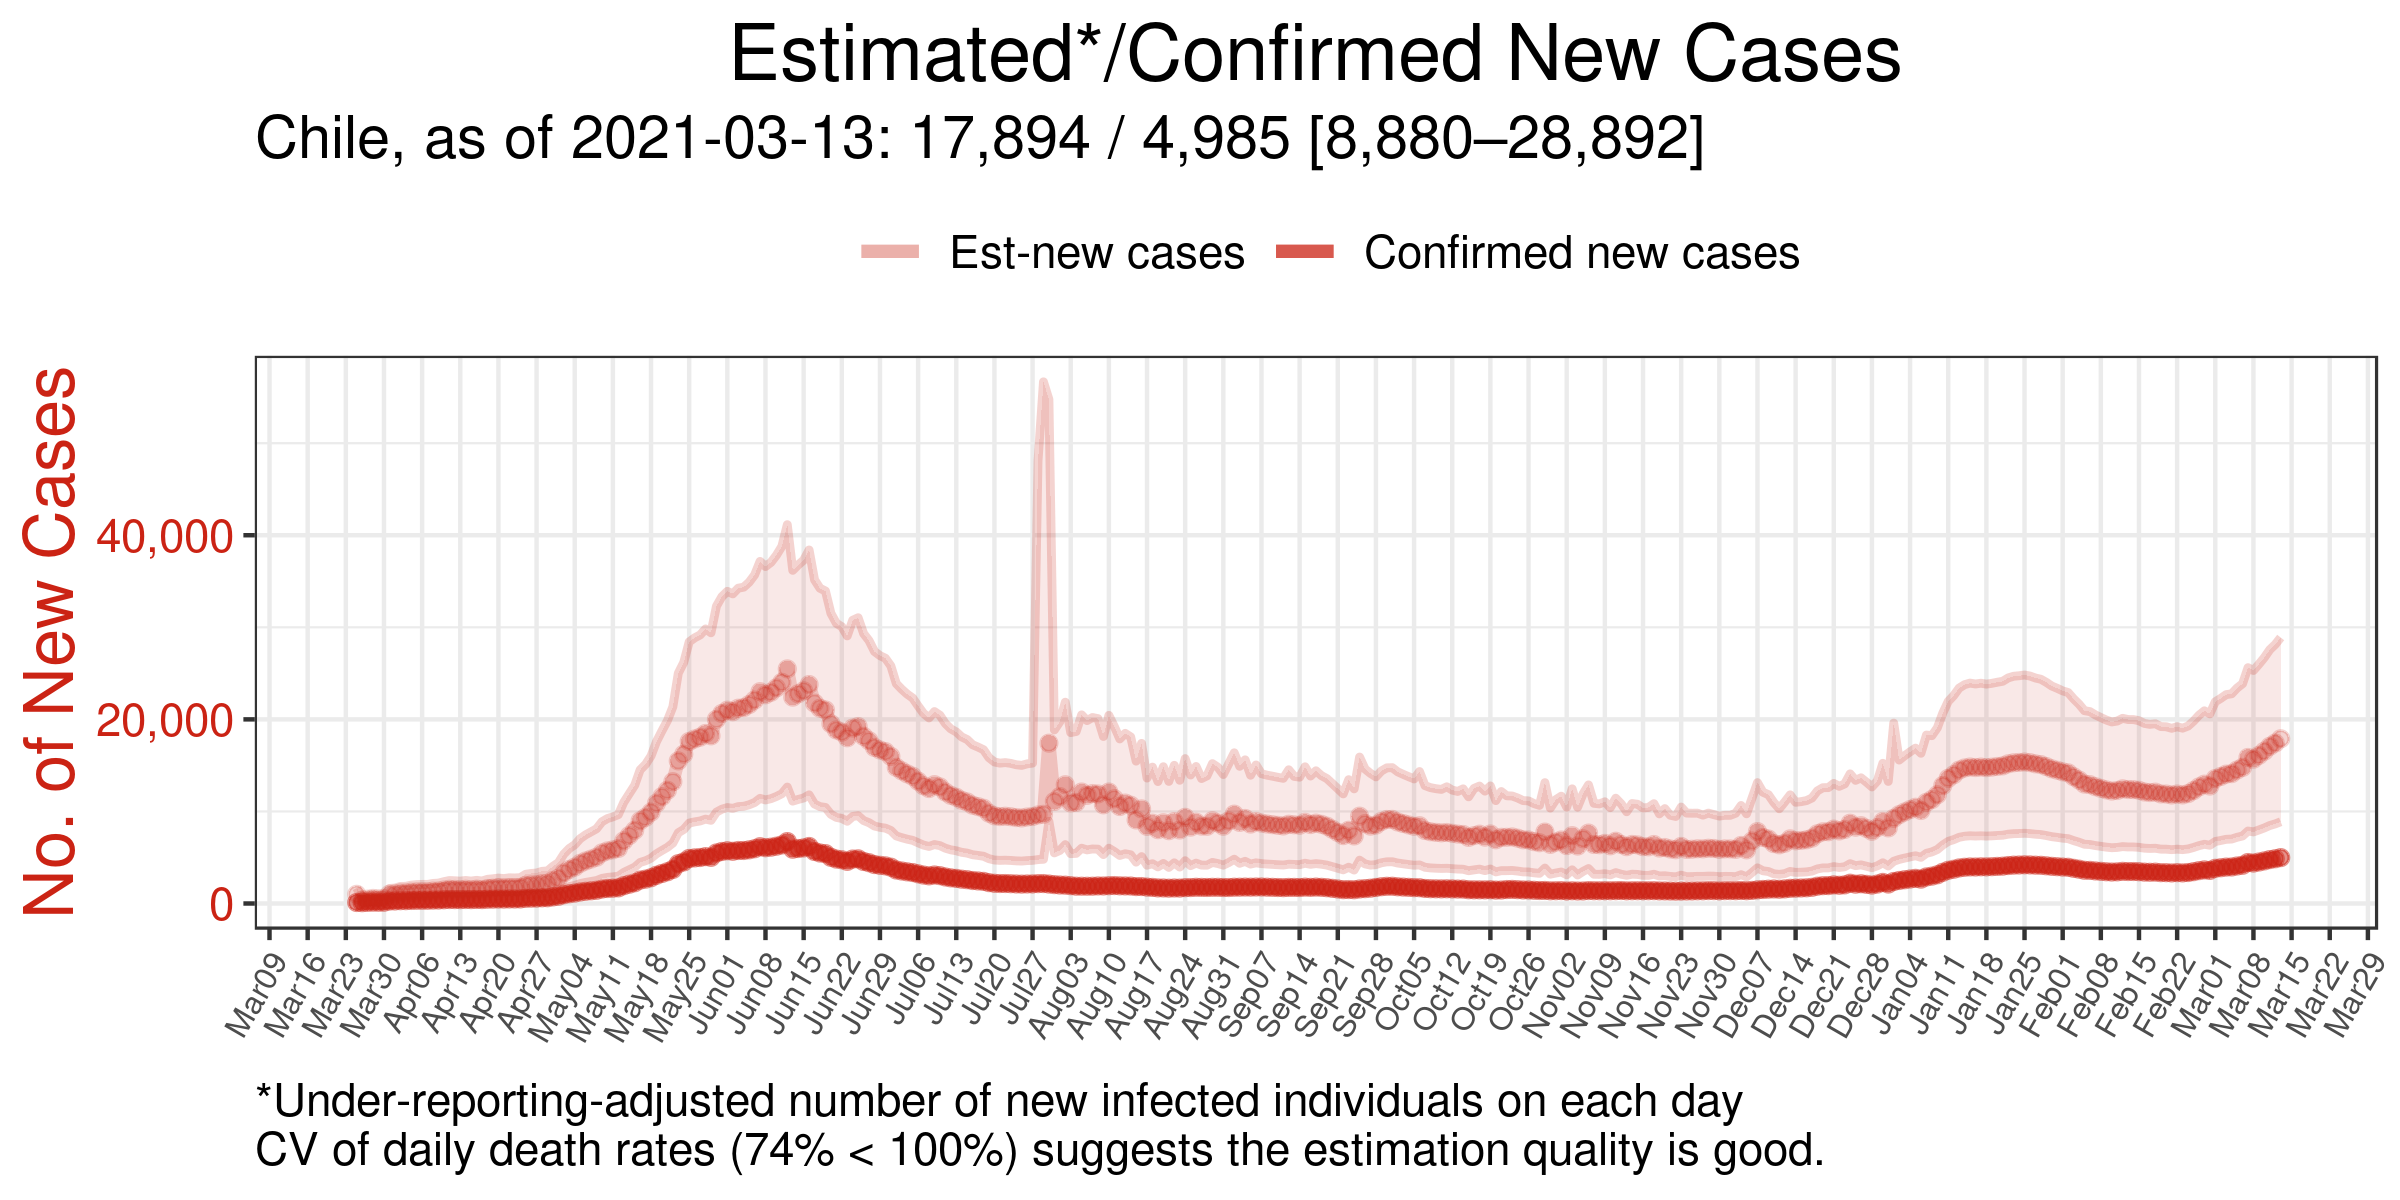 Estimated*/Confirmed New Cases
Chile, as of 2021-03-13: 17,894 / 4,985 [8,880–28,892]
Est-new cases Confirmed new cases
No. of New Cases
40,000
20,000
0
Mar09 Mar16 Mar23 Mar30 Apr06 Apr13 Apr20 Apr27 May04 May11 May18 May25 Jun01 Jun08 Jun15 Jun22 Jun29 Jul06 Jul13 Jul20 Jul27 Aug03 Aug10 Aug17 Aug24 Aug31 Sep07 Sep14 Sep21 Sep28 Oct05 Oct12 Oct19 Oct26 Nov02 Nov09 Nov16 Nov23 Nov30 Dec07 Dec14 Dec21 Dec28 Jan04 Jan11 Jan18 Jan25 Feb01 Feb08 Feb15 Feb22 Mar01 Mar08 Mar15 Mar22 Mar29
*Under-reporting-adjusted number of new infected individuals on each day
CV of daily death rates (74% < 100%) suggests the estimation quality is good.